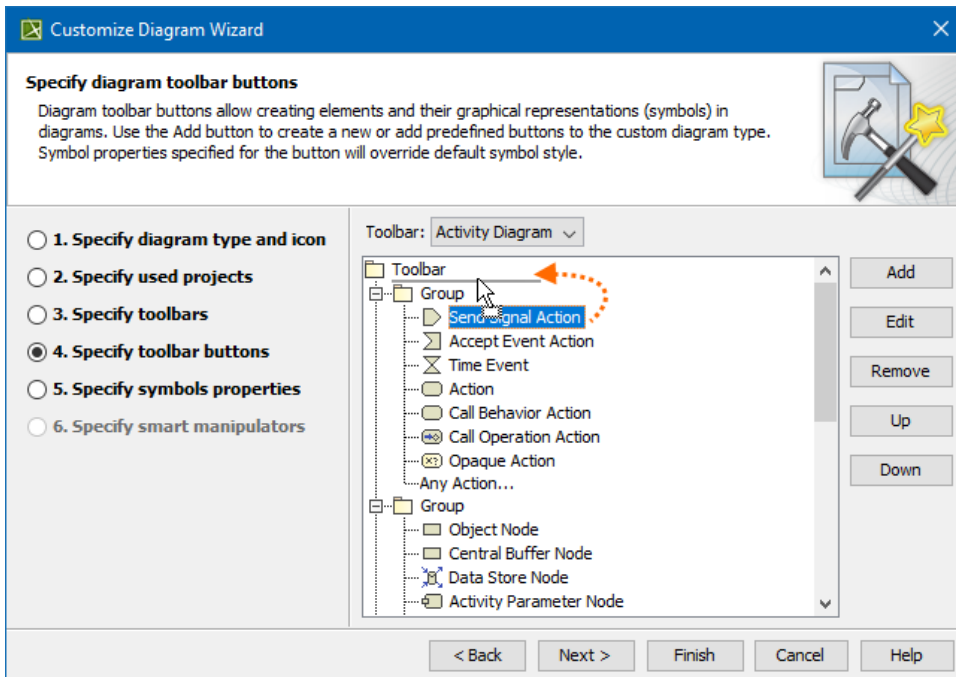 Customize Diagram Wizard
Specify diagram toolbar buttons
Diagram toolbar buttons allow creating elements and their graphical representations (symbols) in
diagrams. Use the Add button to create a new or add predefined buttons to the custom diagram type.
Symbol properties specified for the button will override default symbol style.
1. Specify diagram type and icon
2. Specify used projects
3. Specify toolbars
4. Specify toolbar buttons
5. Specify symbols properties
6. Specify smart manipulators
Toolbar: Activity Diagram
Toolbar
Group
Send Signal Action
Accept Event Action
Time Event
Action
Call Behavior Action
Call Operation Action
Opaque Action
Any Action...
Group
Object Node
Central Buffer Node
Data Store Node
Activity Parameter Node
Add
Edit
Remove
Up
Down
< Back Next > Finish Cancel Help